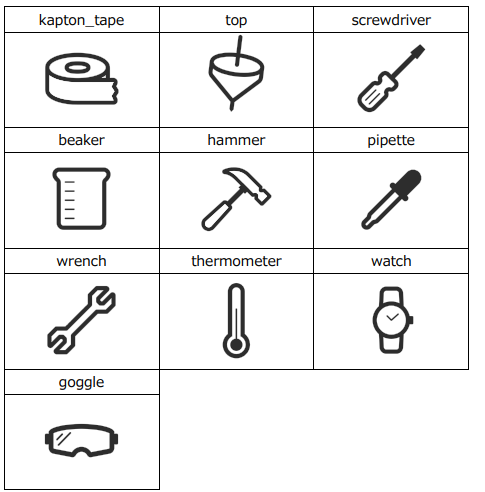 kapton_tape top screwdriver
beaker hammer pipette
wrench thermometer watch
goggle